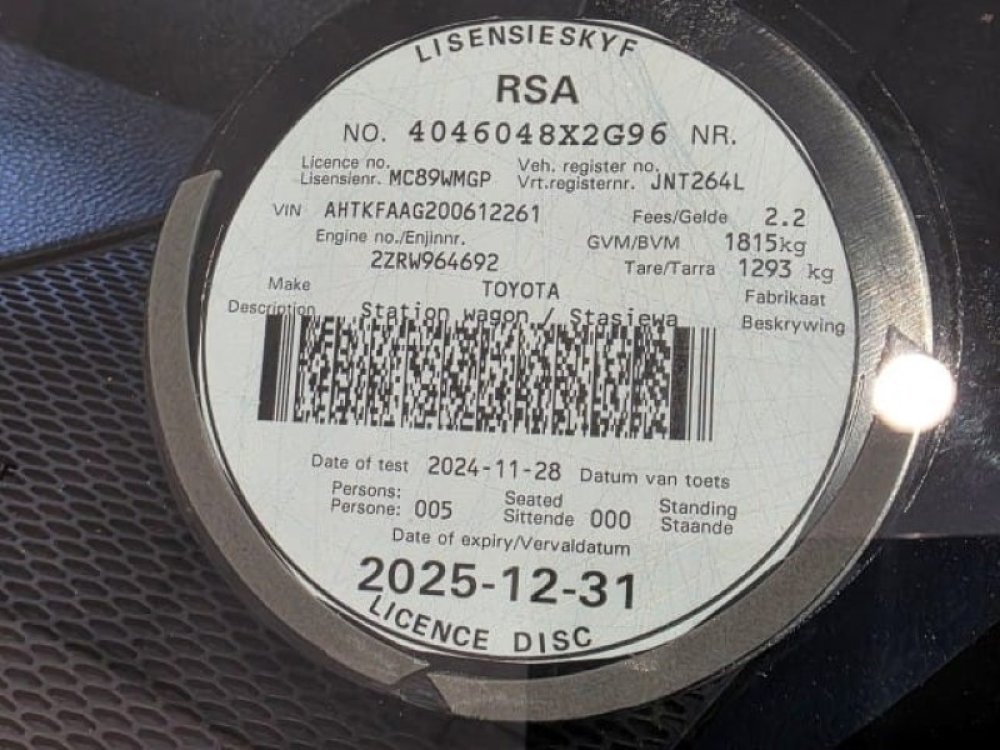 LISENSIESKYF
RSA
NO. 4046048X2G96 NR.
Licence no. Veh. register no.
Lisensienr. MC89WMGP Vrt.registernr. JNT264L
VIN AHTKFAAG200612261 Fees/Gelde 2.2
Engine no./Enjinnr. GVM/BVM 1815kg
2ZRW964692 Tare/Tarra 1293 kg
Make TOYOTA Fabrikaat
Description Station wagon / Stasiewa Beskrywing
Date of test 2024-11-28 Datum van toets
Persons: Seated Standing
Persone: 005 Sittende 000 Staande
Date of expiry/Vervaldatum
2025-12-31
LICENCE DISC